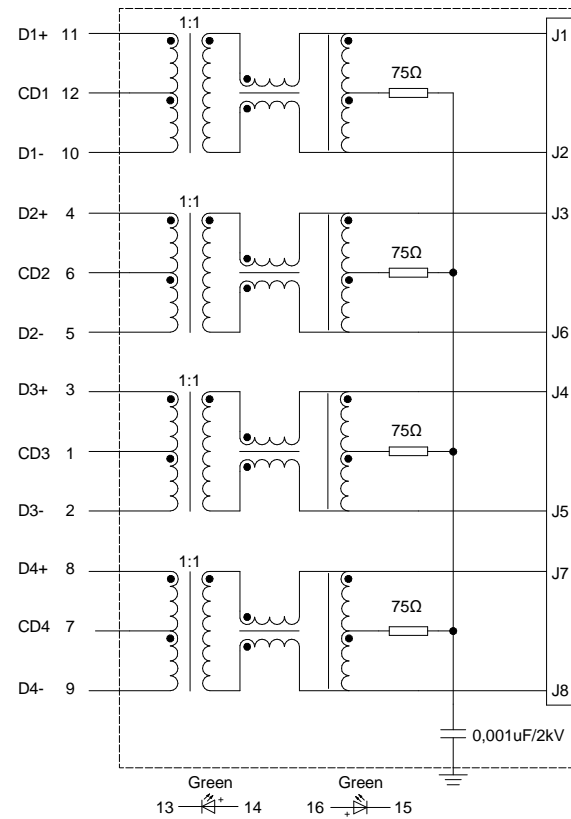 1:1
D1+ 11
J1
75Ω
CD1 12
D1- 10
J2
1:1
D2+ 4
J3
75Ω
CD2 6
D2- 5
J6
1:1
D3+ 3
J4
75Ω
CD3 1
D3- 2
J5
1:1
D4+ 8
J7
75Ω
CD4 7
D4- 9
J8
0,001uF/2kV
Green Green
13 + 14 16 + 15